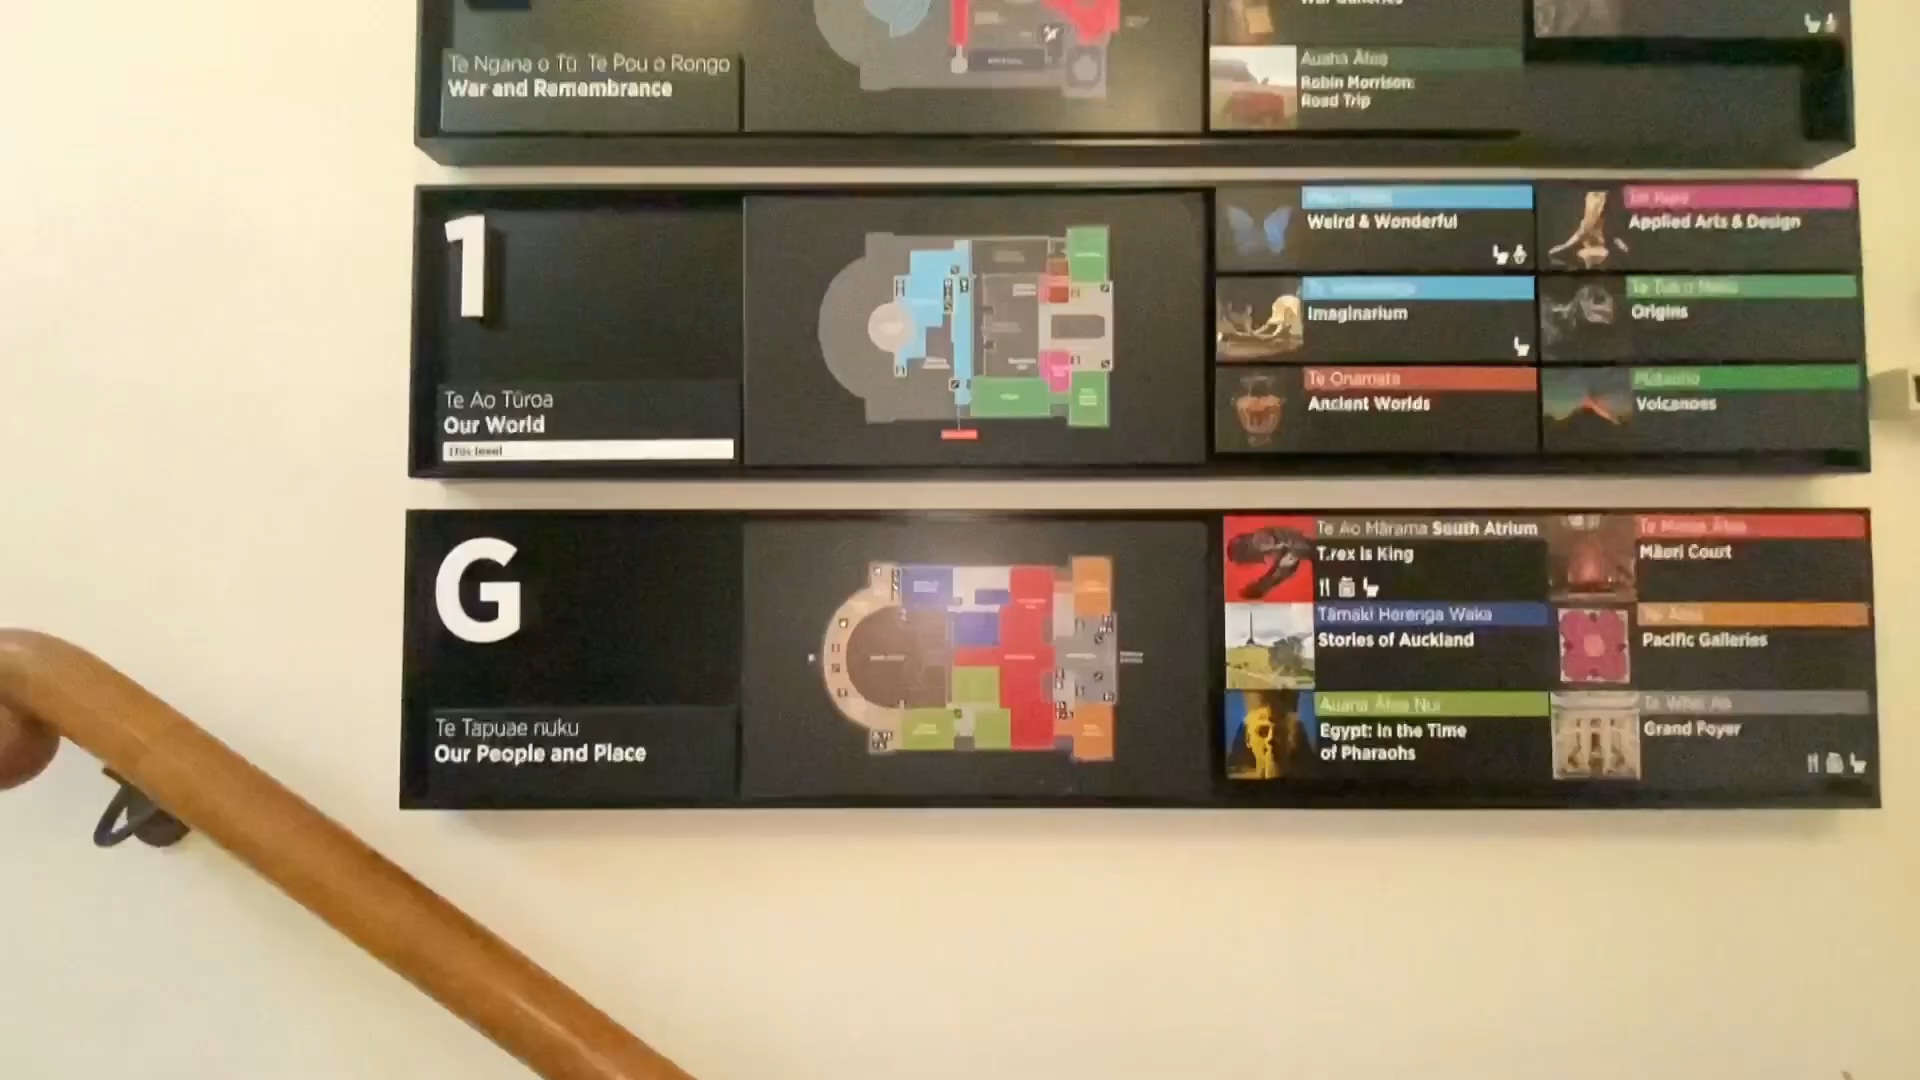 Te Ngana o Tū. Te Pou o Rongo
War and Remembrance
War Galleries
Auaha Ātea
Robin Morrison:
Road Trip
1
Te Ao Tūroa
Our World
This level
Weird & Wonderful
Imaginarium
Te Onamata
Ancient Worlds
Applied Arts & Design
Origins
Volcanoes
G
Te Tapuae nuku
Our People and Place
Te Ao Mārama South Atrium
T.rex is King
Tāmaki Herenga Waka
Stories of Auckland
Auaha Ātea Nui
Egypt: In the Time
of Pharaohs
Māori Court
Pacific Galleries
Grand Foyer